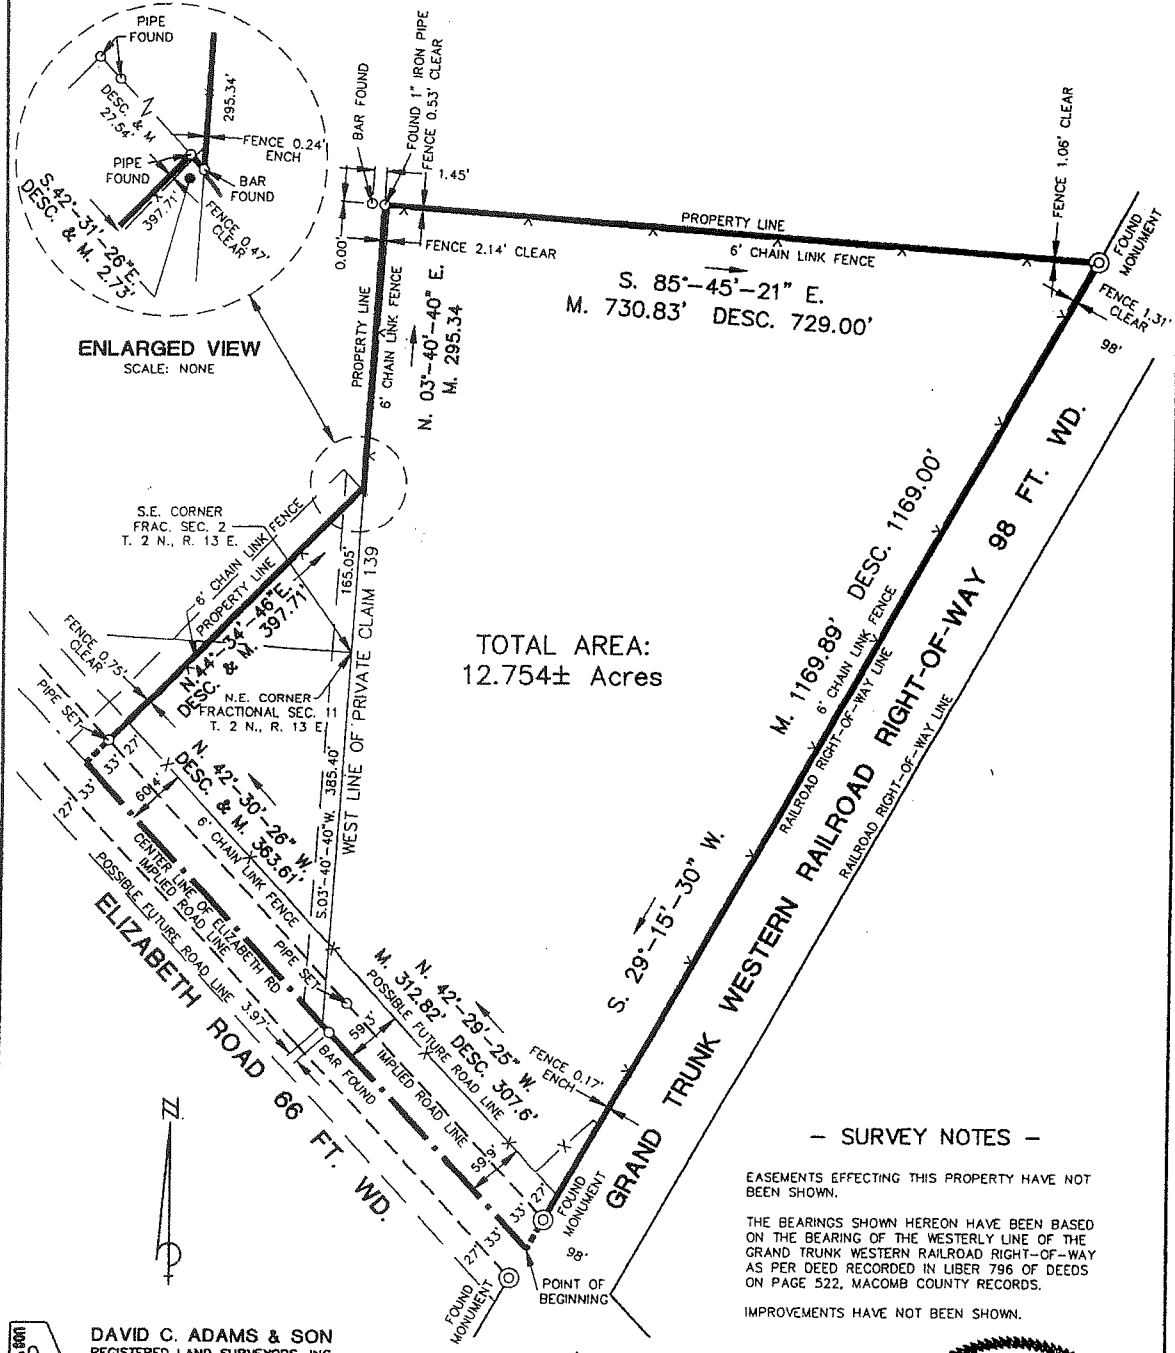 PIPE
FOUND
295.34'
DESC. & M
27.54'
FENCE 0.24'
ENCH
PIPE
FOUND
BAR
FOUND
397.71'
FENCE 0.47'
CLEAR
S.42°-31'-26"E.
DESC. & M. 2.73'
ENLARGED VIEW
SCALE: NONE
BAR FOUND
FOUND 1" IRON PIPE
FENCE 0.53' CLEAR
1.45'
0.00'
FENCE 2.14' CLEAR
PROPERTY LINE
6' CHAIN LINK FENCE
S. 85°-45'-21" E.
M. 730.83' DESC. 729.00'
FENCE 1.06' CLEAR
FOUND
MONUMENT
FENCE 1.31'
CLEAR
98'
PROPERTY LINE
6' CHAIN LINK FENCE
N. 03°-40'-40" E.
M. 295.34
S.E. CORNER
FRAC. SEC. 2
T. 2 N., R. 13 E.
6' CHAIN LINK FENCE
PROPERTY LINE
N. 44°-34'-46"E.
DESC. & M. 397.71'
165.05'
WEST LINE OF PRIVATE CLAIM 139
S.03°-40'-40"W. 385.40'
FENCE 0.75'
CLEAR
PIPE SET
N.E. CORNER
FRACTIONAL SEC. 11
T. 2 N., R. 13 E
TOTAL AREA:
12.754± Acres
M. 1169.89' DESC. 1169.00'
6' CHAIN LINK FENCE
RAILROAD RIGHT-OF-WAY LINE
S. 29°-15'-30" W.
GRAND TRUNK WESTERN RAILROAD RIGHT-OF-WAY 98 FT. WD.
RAILROAD RIGHT-OF-WAY LINE
27'
33'
33'
27'
60.4'
N. 42°-30'-26" W.
DESC. & M. 363.61'
6' CHAIN LINK FENCE
CENTER LINE OF ELIZABETH RD
IMPLIED ROAD LINE
POSSIBLE FUTURE ROAD LINE
ELIZABETH ROAD 66 FT. WD.
PIPE SET
3.97'
BAR FOUND
59.3'
N. 42°-29'-25" W.
M. 312.82' DESC. 307.6'
POSSIBLE FUTURE ROAD LINE
IMPLIED ROAD LINE
59.9'
FENCE 0.17'
ENCH
27'
33'
33'
27'
FOUND
MONUMENT
98'
FOUND
MONUMENT
POINT OF
BEGINNING
N
- SURVEY NOTES -
EASEMENTS EFFECTING THIS PROPERTY HAVE NOT
BEEN SHOWN.
THE BEARINGS SHOWN HEREON HAVE BEEN BASED
ON THE BEARING OF THE WESTERLY LINE OF THE
GRAND TRUNK WESTERN RAILROAD RIGHT-OF-WAY
AS PER DEED RECORDED IN LIBER 796 OF DEEDS
ON PAGE 522, MACOMB COUNTY RECORDS.
IMPROVEMENTS HAVE NOT BEEN SHOWN.
DAVID C. ADAMS & SON
REGISTERED LAND SURVEYORS, INC.